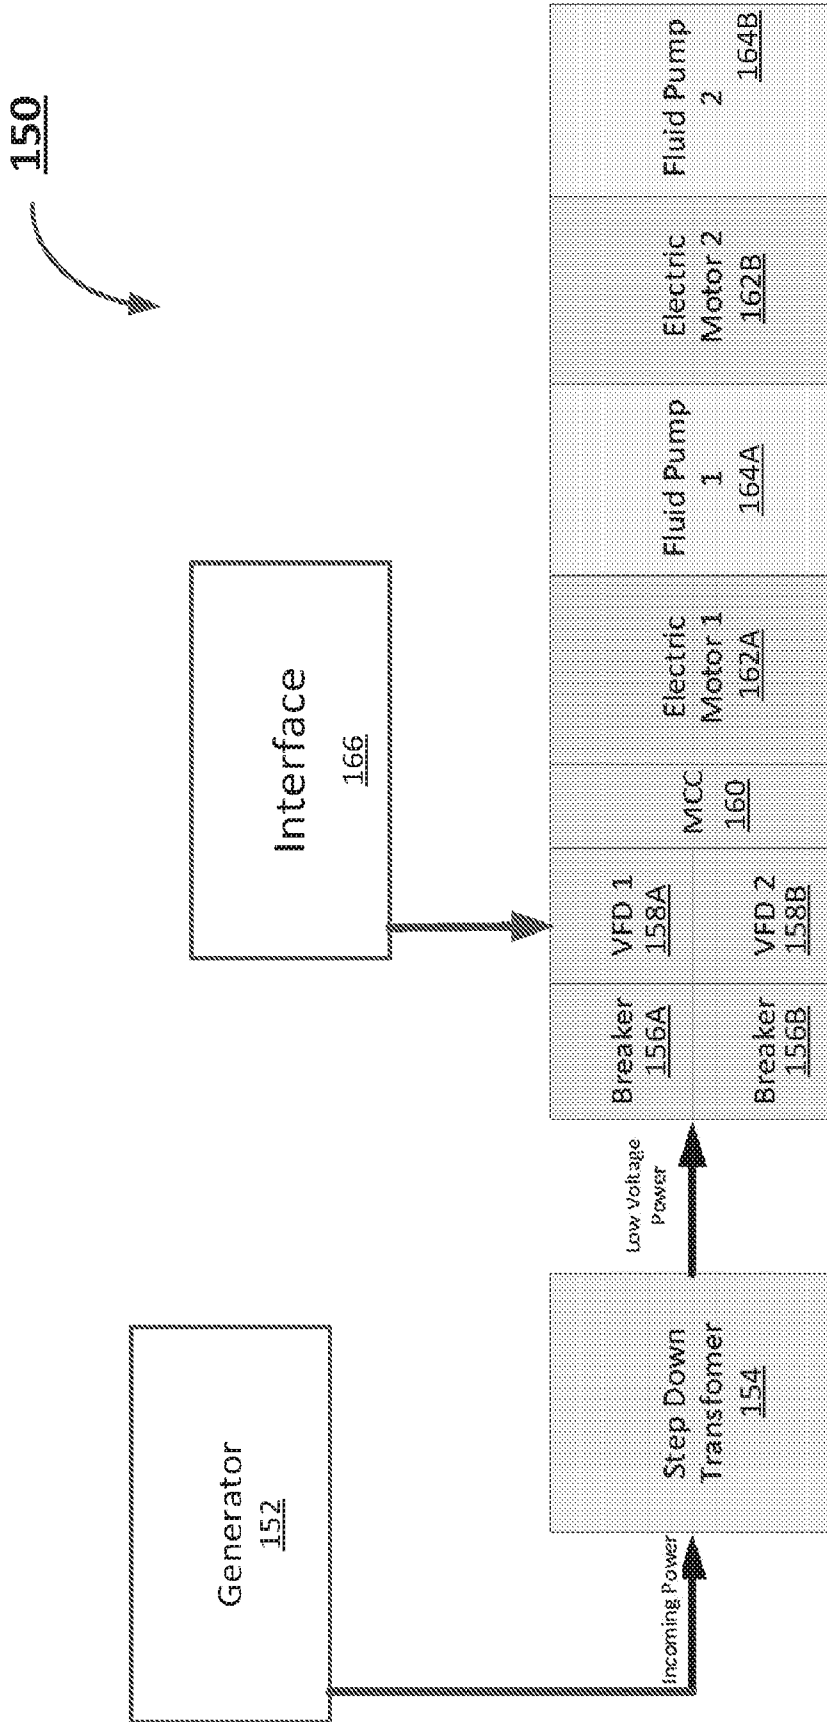 150
Generator
152
Interface
166
Incoming Power
Step Down
Transfomer
154
Low Voltage
Power
Breaker
156A
Breaker
156B
VFD 1
158A
VFD 2
158B
MCC
160
Electric
Motor 1
162A
Fluid Pump
1
164A
Electric
Motor 2
162B
Fluid Pump
2
164B